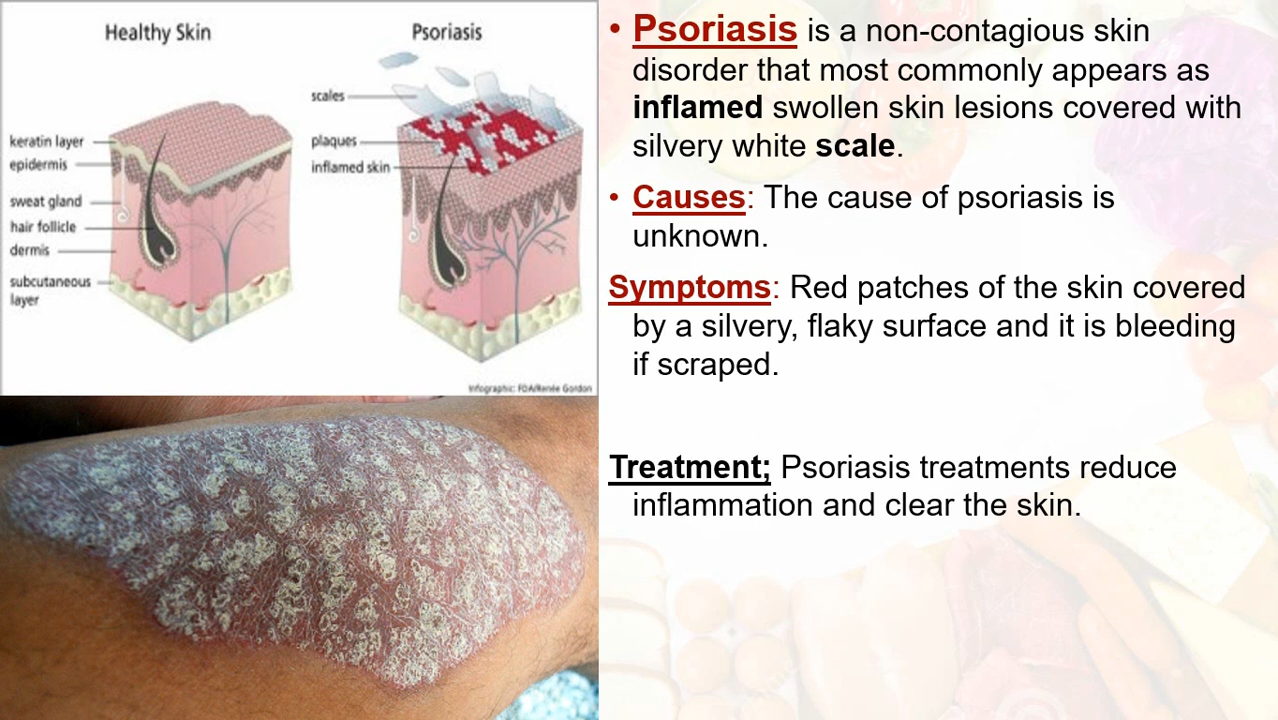 Healthy Skin
Psoriasis
scales
keratin layer
plaques
epidermis
inflamed skin
sweat gland
hair follicle
dermis
subcutaneous
layer
Infographic: FDA/Renée Gordon
• Psoriasis is a non-contagious skin
disorder that most commonly appears as
inflamed swollen skin lesions covered with
silvery white scale.
• Causes: The cause of psoriasis is
unknown.
Symptoms: Red patches of the skin covered
by a silvery, flaky surface and it is bleeding
if scraped.
Treatment; Psoriasis treatments reduce
inflammation and clear the skin.